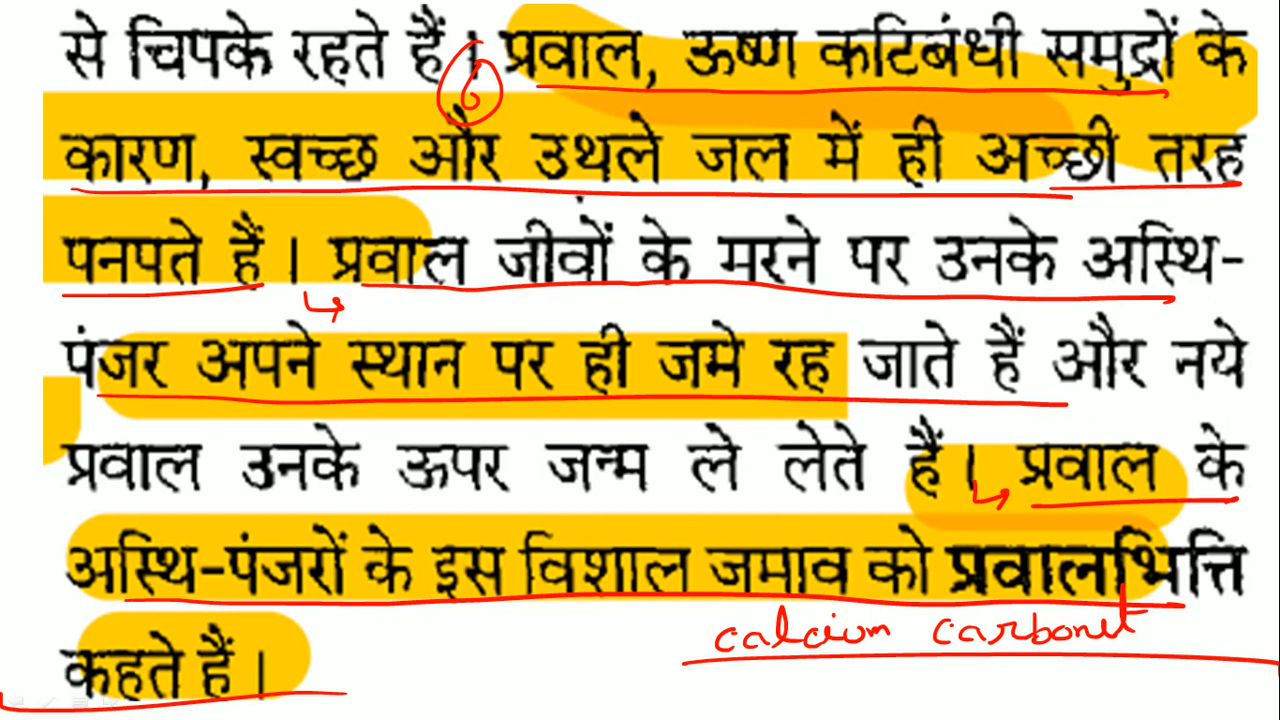 से चिपके रहते हैं। प्रवाल, ऊष्ण कटिबंधी समुद्रों के
6
कारण, स्वच्छ और उथले जल में ही अच्छी तरह
पनपते हैं। प्रवाल जीवों के मरने पर उनके अस्थि-
पंजर अपने स्थान पर ही जमे रह जाते हैं और नये
प्रवाल उनके ऊपर जन्म ले लेते हैं। प्रवाल के
अस्थि-पंजरों के इस विशाल जमाव को प्रवालभित्ति
calcium carbonet
कहते हैं।